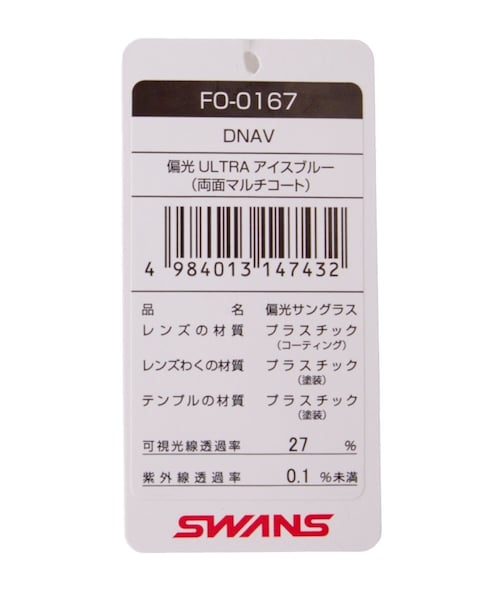 FO-0167
DNAV
偏光 ULTRA アイスブルー
（両面マルチコート）
4 984013 147432
品 名 偏光サングラス
レンズの材質 プラスチック
（コーティング）
レンズわくの材質 プラスチック
（塗装）
テンプルの材質 プラスチック
（塗装）
可視光線透過率 27 %
紫外線透過率 0.1 %未満
SWANS